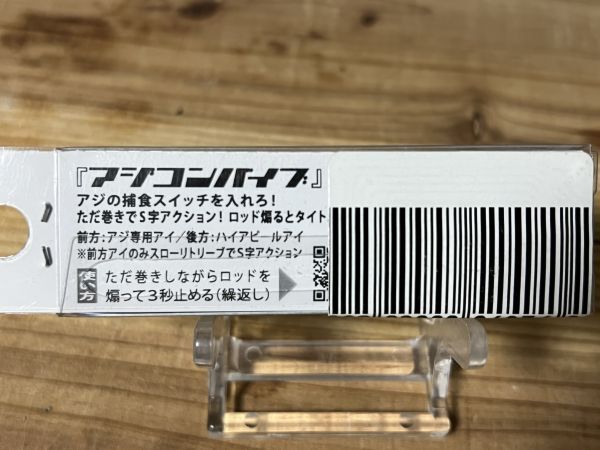 『アジコンバイブ』
アジの捕食スイッチを入れろ!
ただ巻きでS字アクション! ロッド煽るとタイト
前方:アジ専用アイ/後方:ハイアピールアイ
※前方アイのみスローリトリーブでS字アクション
使い方
ただ巻きしながらロッドを
煽って3秒止める(繰返し)